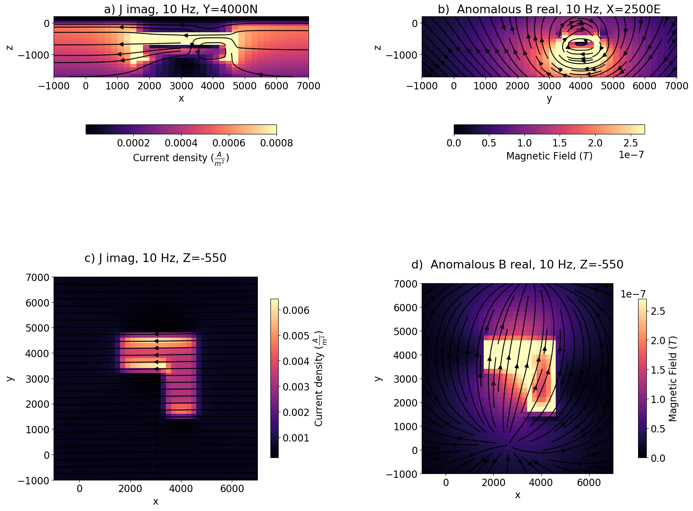 a) J imag, 10 Hz, Y=4000N
b) Anomalous B real, 10 Hz, X=2500E
0
−1000
z
−1000 0 1000 2000 3000 4000 5000 6000 7000
x
0
−1000
z
−1000 0 1000 2000 3000 4000 5000 6000 7000
y
0.0002 0.0004 0.0006 0.0008
Current density (A/m²)
0.0 0.5 1.0 1.5 2.0 2.5
Magnetic Field (T)
1e−7
c) J imag, 10 Hz, Z=-550
d) Anomalous B real, 10 Hz, Z=-550
7000
6000
5000
4000
3000
2000
1000
0
−1000
y
0 2000 4000 6000
x
0.006
0.005
0.004
0.003
0.002
0.001
Current density (A/m²)
7000
6000
5000
4000
3000
2000
1000
0
−1000
y
0 2000 4000 6000
x
1e−7
2.5
2.0
1.5
1.0
0.5
0.0
Magnetic Field (T)